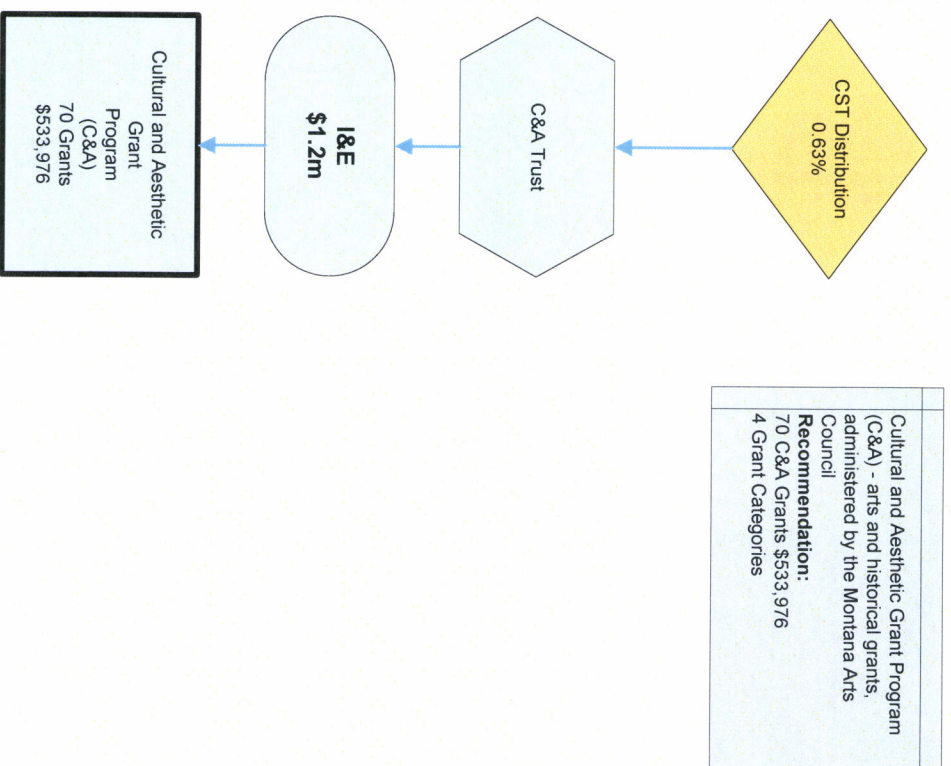 CST Distribution
0.63%
C&A Trust
I&E
$1.2m
Cultural and Aesthetic
Grant
Program
(C&A)
70 Grants
$533,976
Cultural and Aesthetic Grant Program
(C&A) - arts and historical grants,
administered by the Montana Arts
Council
Recommendation:
70 C&A Grants $533,976
4 Grant Categories